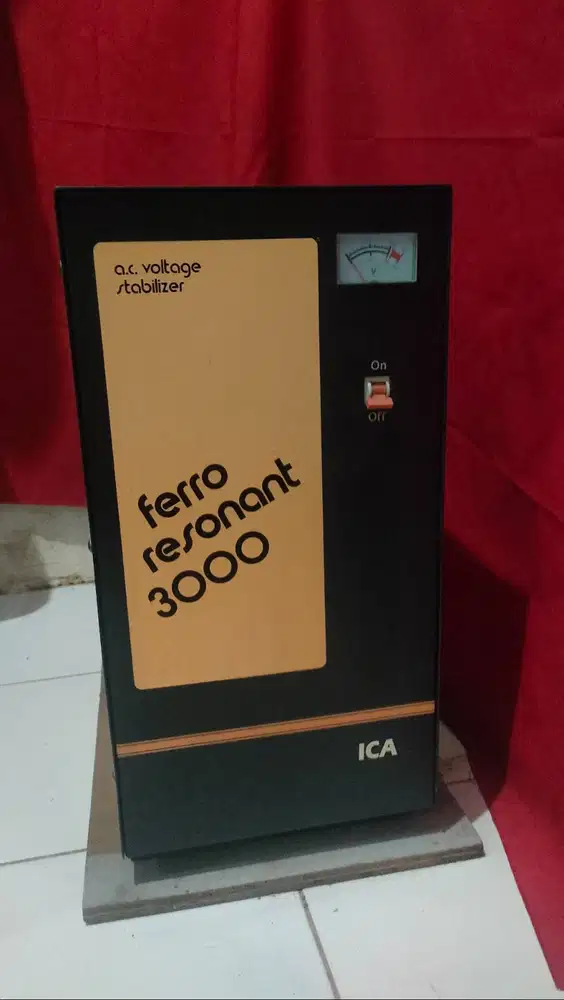 a.c. voltage
stabilizer
V
On
Off
ferro
resonant
3000
ICA